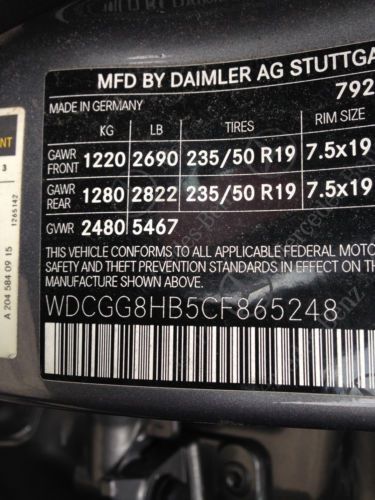 MFD BY DAIMLER AG STUTTGA
MADE IN GERMANY 792
KG LB TIRES RIM SIZE
GAWR FRONT 1220 2690 235/50 R19 7.5x19
GAWR REAR 1280 2822 235/50 R19 7.5x19
GVWR 2480 5467
THIS VEHICLE CONFORMS TO ALL APPLICABLE FEDERAL MOTO
SAFETY AND THEFT PREVENTION STANDARDS IN EFFECT ON
MANUFACTURE SHOWN ABOVE.
WDCGG8HB5CF865248
A 204 584 09 15
1265142
3